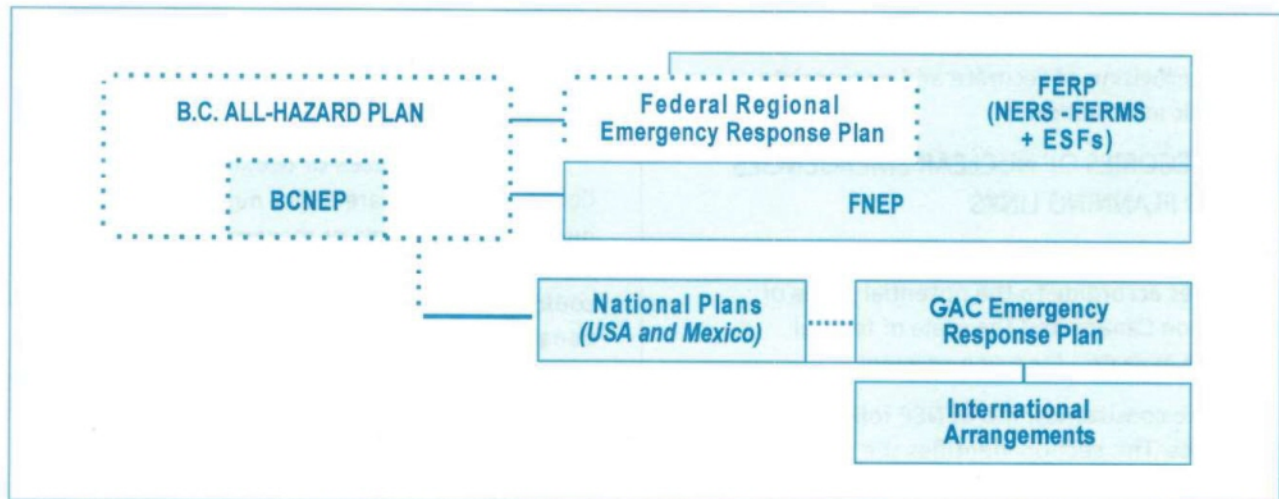 B.C. ALL-HAZARD PLAN
BCNEP
Federal Regional
Emergency Response Plan
FERP
(NERS -FERMS
+ ESFs)
FNEP
National Plans
(USA and Mexico)
GAC Emergency
Response Plan
International
Arrangements